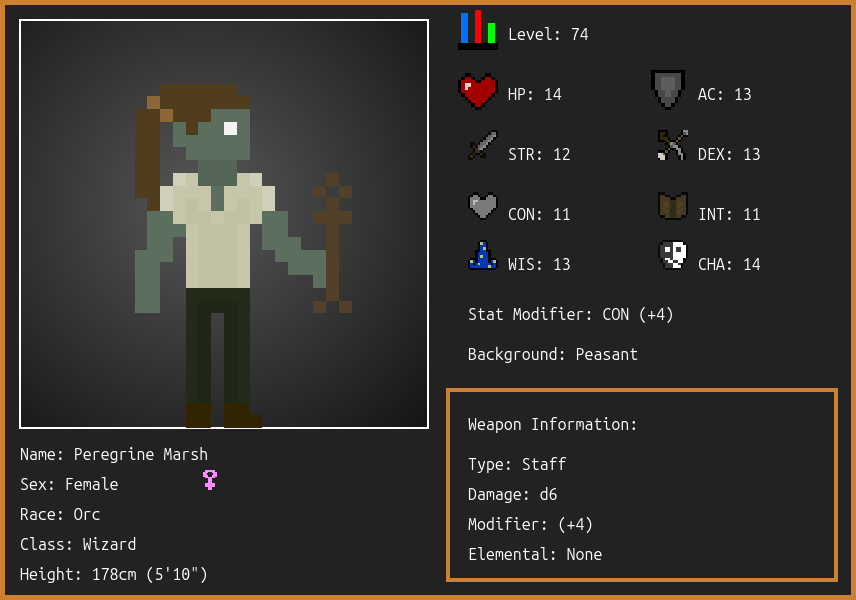 Level: 74
HP: 14
AC: 13
STR: 12
DEX: 13
CON: 11
INT: 11
WIS: 13
CHA: 14
Stat Modifier: CON (+4)
Background: Peasant
Weapon Information:
Type: Staff
Damage: d6
Modifier: (+4)
Elemental: None
Name: Peregrine Marsh
Sex: Female
Race: Orc
Class: Wizard
Height: 178cm (5'10")